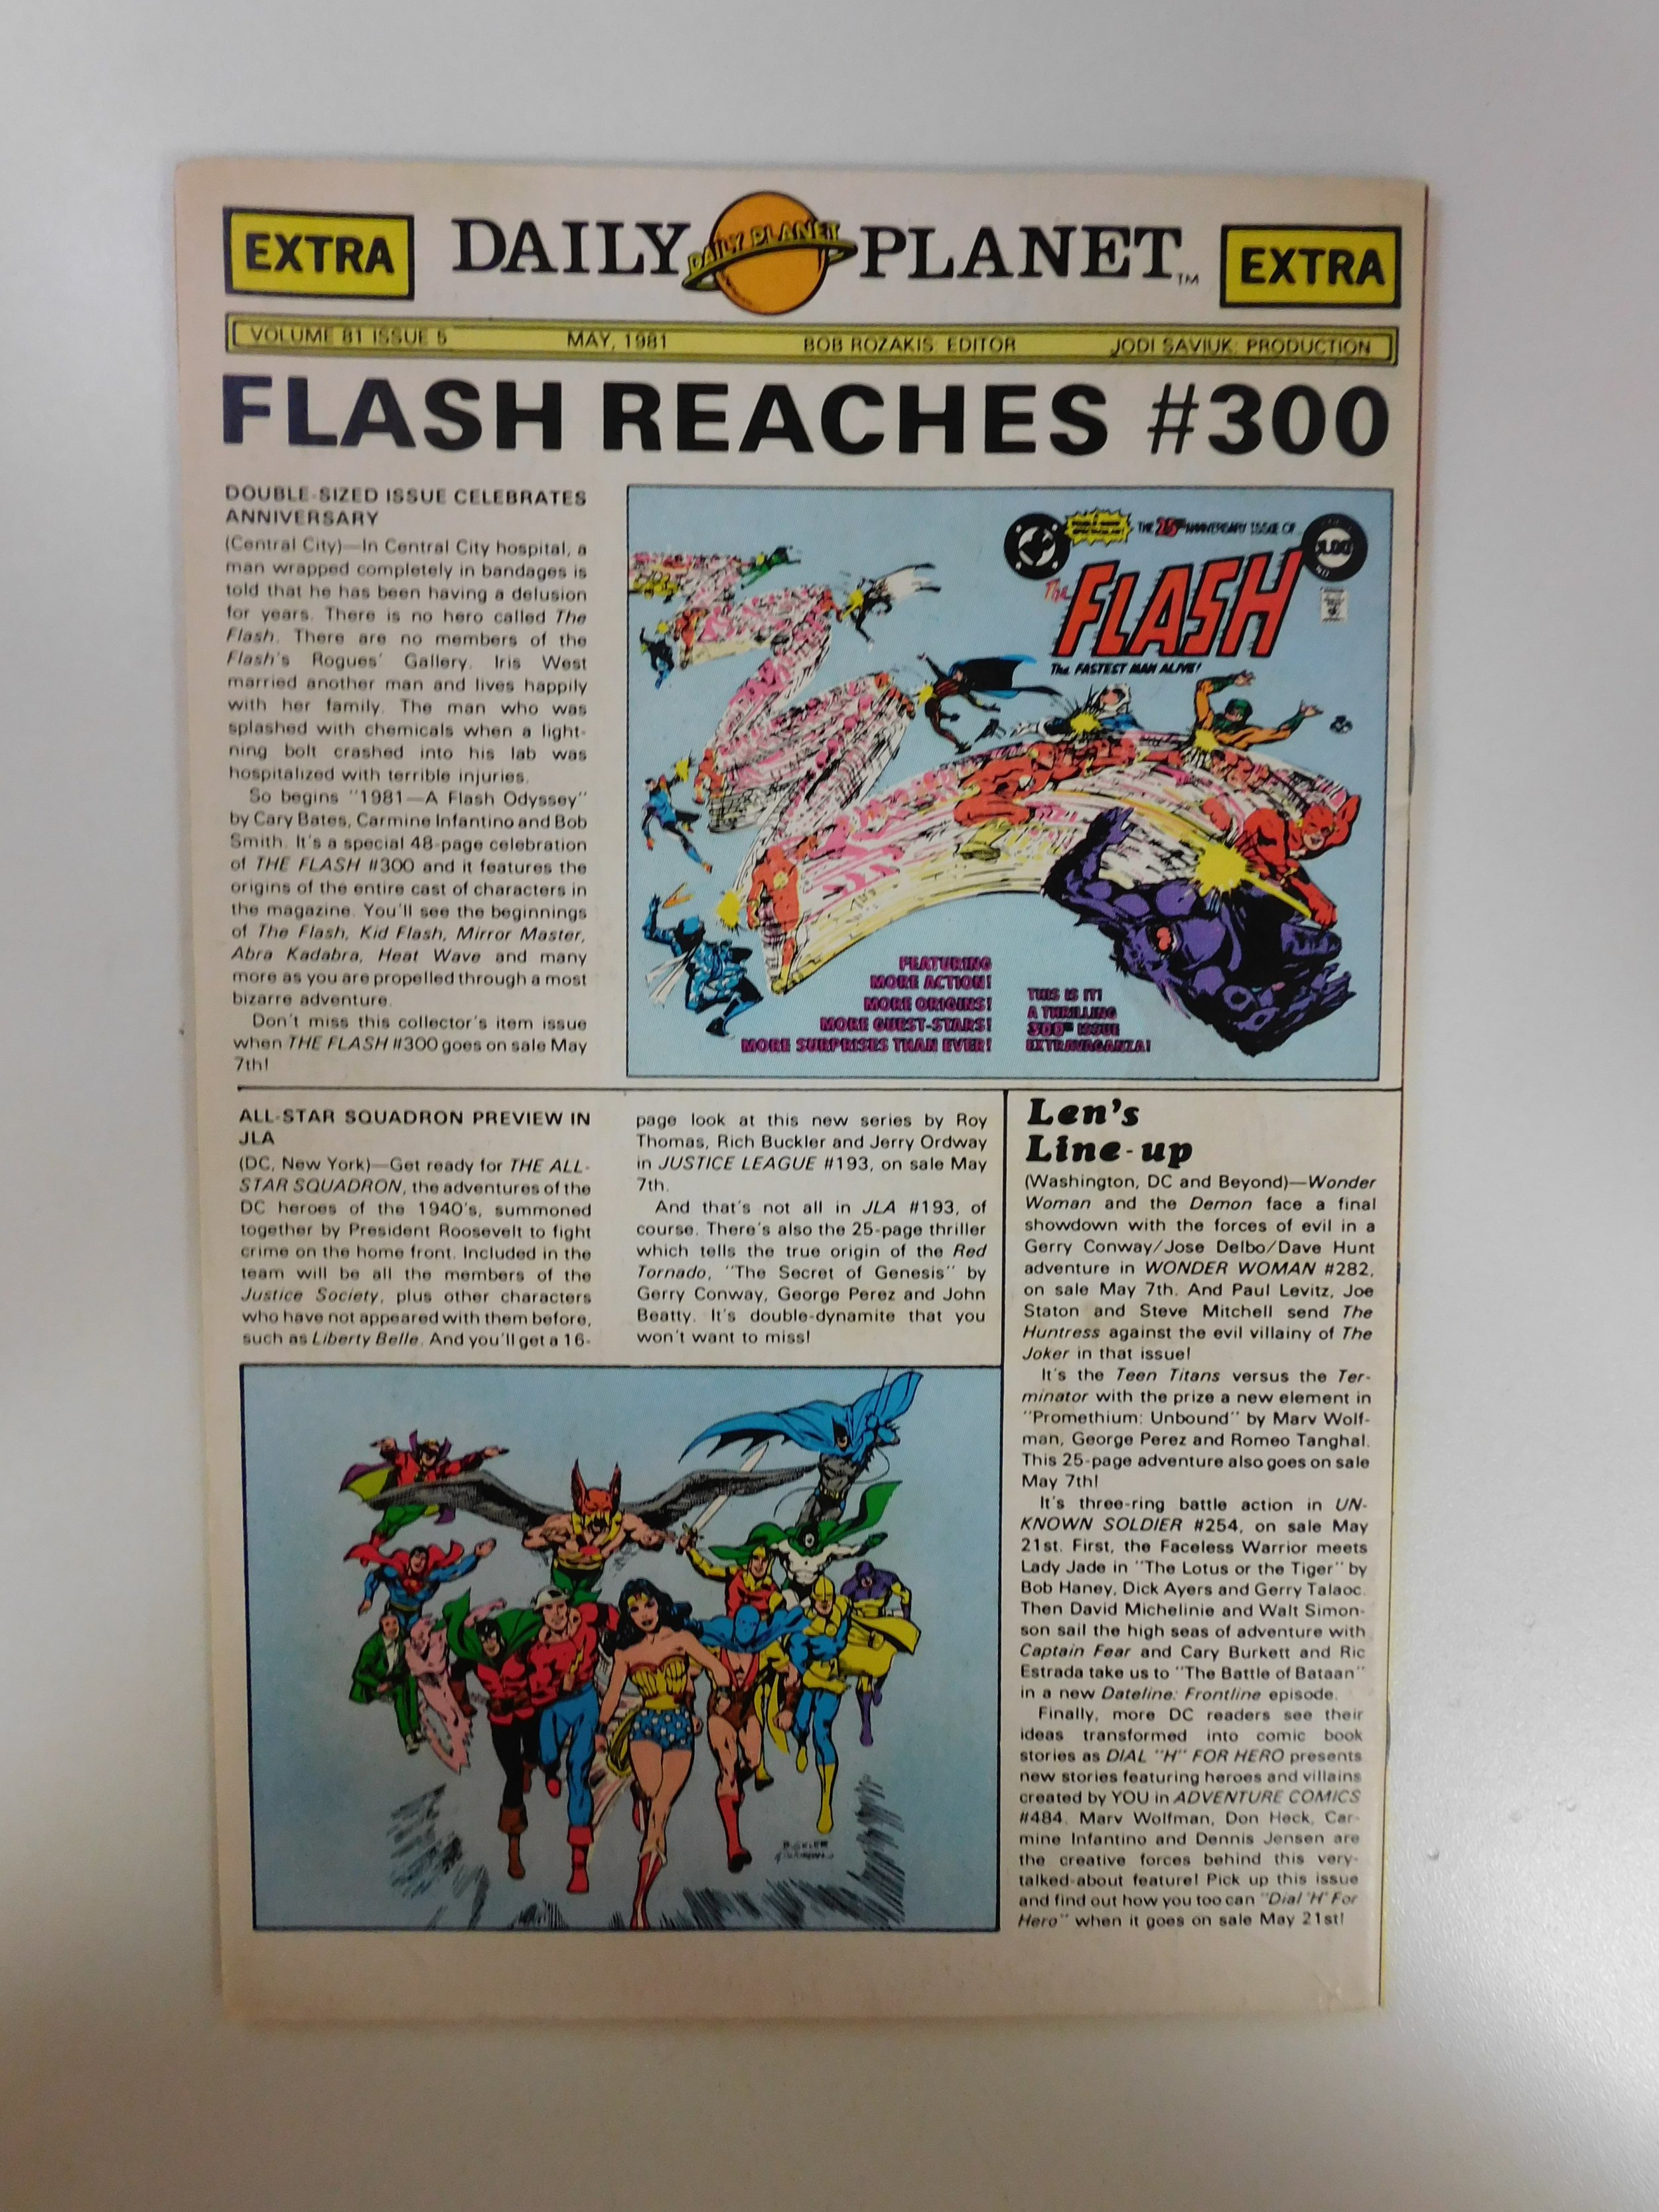 EXTRA
DAILY DAILY PLANET PLANET™
EXTRA
VOLUME 81 ISSUE 5 MAY, 1981 BOB ROZAKIS: EDITOR JODI SAVIUK: PRODUCTION
FLASH REACHES #300
DOUBLE-SIZED ISSUE CELEBRATES
ANNIVERSARY
(Central City)—In Central City hospital, a
man wrapped completely in bandages is
told that he has been having a delusion
for years. There is no hero called The
Flash. There are no members of the
Flash's Rogues' Gallery. Iris West
married another man and lives happily
with her family. The man who was
splashed with chemicals when a light-
ning bolt crashed into his lab was
hospitalized with terrible injuries.
So begins "1981—A Flash Odyssey"
by Cary Bates, Carmine Infantino and Bob
Smith. It's a special 48-page celebration
of THE FLASH #300 and it features the
origins of the entire cast of characters in
the magazine. You'll see the beginnings
of The Flash, Kid Flash, Mirror Master,
Abra Kadabra, Heat Wave and many
more as you are propelled through a most
bizarre adventure.
Don't miss this collector's item issue
when THE FLASH #300 goes on sale May
7th!
THE 25TH ANNIVERSARY ISSUE OF...
1.00
The FLASH
The FASTEST MAN ALIVE!
FEATURING
MORE ACTION!
MORE ORIGINS!
MORE GUEST-STARS!
MORE SURPRISES THAN EVER!
THIS IS IT!
A THRILLING
300TH ISSUE
EXTRAVAGANZA!
ALL-STAR SQUADRON PREVIEW IN
JLA
(DC, New York)—Get ready for THE ALL-
STAR SQUADRON, the adventures of the
DC heroes of the 1940's, summoned
together by President Roosevelt to fight
crime on the home front. Included in the
team will be all the members of the
Justice Society, plus other characters
who have not appeared with them before,
such as Liberty Belle. And you'll get a 16-
page look at this new series by Roy
Thomas, Rich Buckler and Jerry Ordway
in JUSTICE LEAGUE #193, on sale May
7th.
And that's not all in JLA #193, of
course. There's also the 25-page thriller
which tells the true origin of the Red
Tornado, "The Secret of Genesis" by
Gerry Conway, George Perez and John
Beatty. It's double-dynamite that you
won't want to miss!
Len's
Line-up
(Washington, DC and Beyond)—Wonder
Woman and the Demon face a final
showdown with the forces of evil in a
Gerry Conway/Jose Delbo/Dave Hunt
adventure in WONDER WOMAN #282,
on sale May 7th. And Paul Levitz, Joe
Staton and Steve Mitchell send The
Huntress against the evil villainy of The
Joker in that issue!
It's the Teen Titans versus the Ter-
minator with the prize a new element in
"Promethium: Unbound" by Marv Wolf-
man, George Perez and Romeo Tanghal.
This 25-page adventure also goes on sale
May 7th!
It's three-ring battle action in UN-
KNOWN SOLDIER #254, on sale May
21st. First, the Faceless Warrior meets
Lady Jade in "The Lotus or the Tiger" by
Bob Haney, Dick Ayers and Gerry Talaoc.
Then David Michelinie and Walt Simon-
son sail the high seas of adventure with
Captain Fear and Cary Burkett and Ric
Estrada take us to "The Battle of Bataan"
in a new Dateline: Frontline episode.
Finally, more DC readers see their
ideas transformed into comic book
stories as DIAL "H" FOR HERO presents
new stories featuring heroes and villains
created by YOU in ADVENTURE COMICS
#484. Marv Wolfman, Don Heck, Car-
mine Infantino and Dennis Jensen are
the creative forces behind this very-
talked-about feature! Pick up this issue
and find out how you too can "Dial 'H' For
Hero" when it goes on sale May 21st!